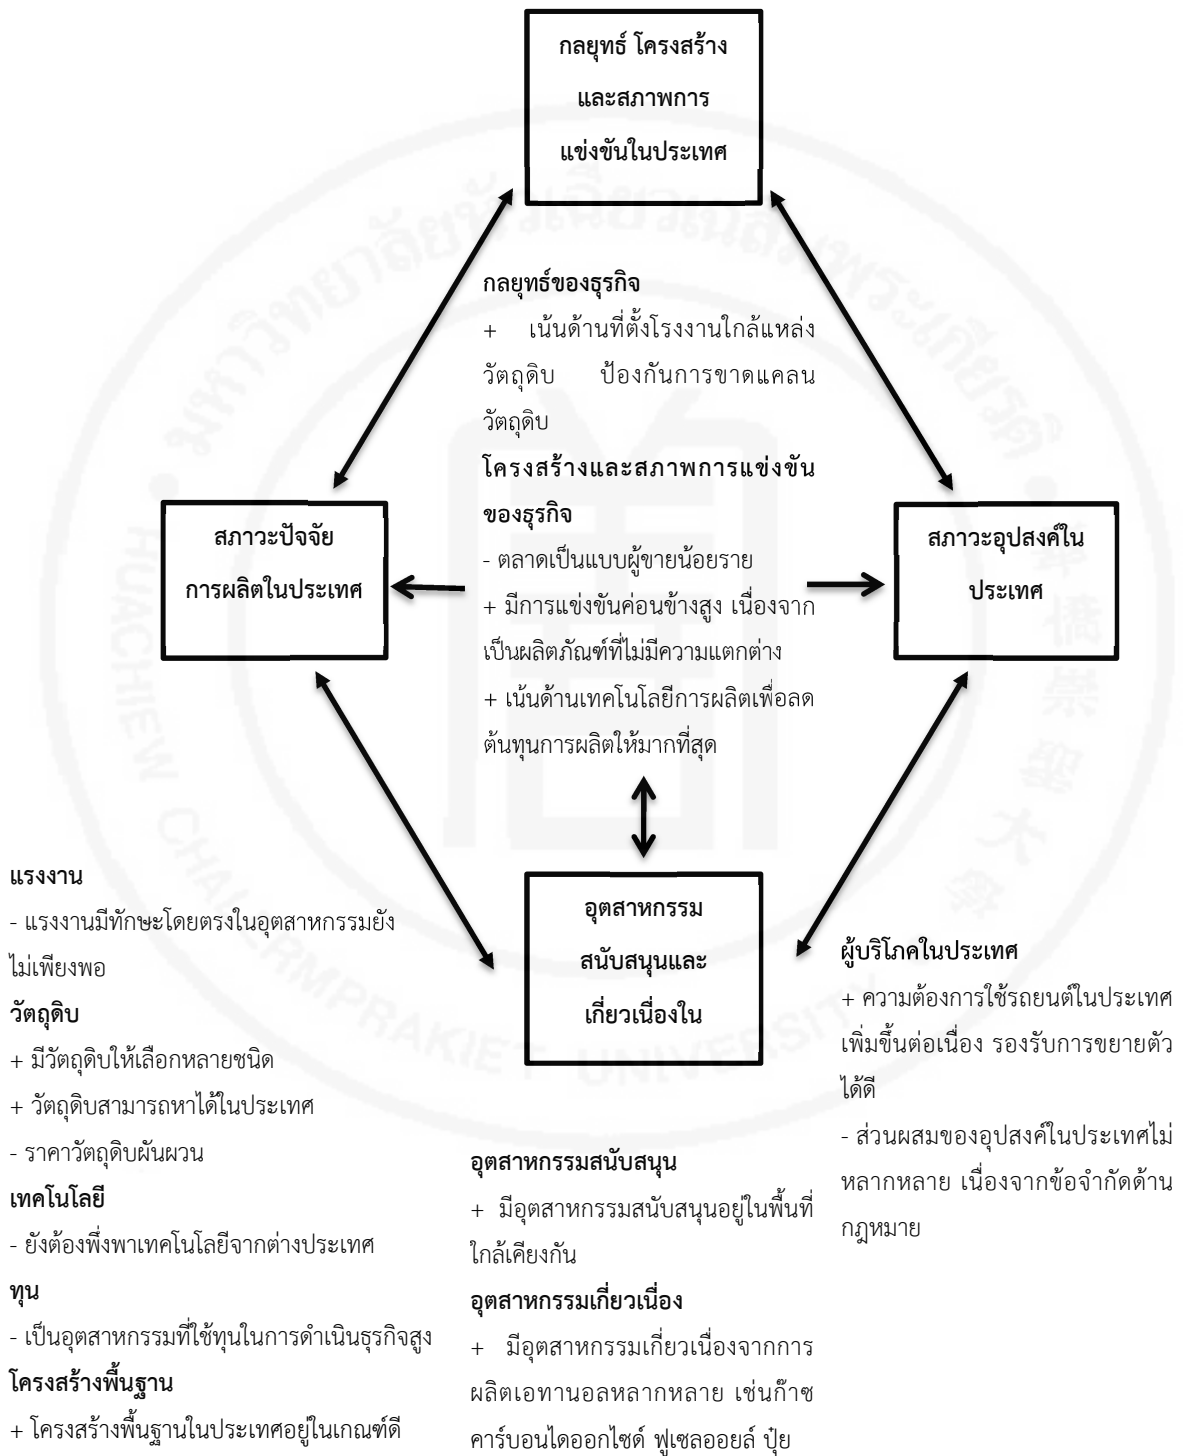 กลยุทธ์ โครงสร้าง
และสภาพการ
แข่งขันในประเทศ
กลยุทธ์ของธุรกิจ
+ เน้นด้านที่ตั้งโรงงานใกล้แหล่ง
วัตถุดิบ ป้องกันการขาดแคลน
วัตถุดิบ
โครงสร้างและสภาพการแข่งขัน
ของธุรกิจ
- ตลาดเป็นแบบผู้ขายน้อยราย
+ มีการแข่งขันค่อนข้างสูง เนื่องจาก
เป็นผลิตภัณฑ์ที่ไม่มีความแตกต่าง
+ เน้นด้านเทคโนโลยีการผลิตเพื่อลด
ต้นทุนการผลิตให้มากที่สุด
สภาวะปัจจัย
การผลิตในประเทศ
สภาวะอุปสงค์ใน
ประเทศ
อุตสาหกรรม
สนับสนุนและ
เกี่ยวเนื่องใน
แรงงาน
- แรงงานมีทักษะโดยตรงในอุตสาหกรรมยัง
ไม่เพียงพอ
วัตถุดิบ
+ มีวัตถุดิบให้เลือกหลายชนิด
+ วัตถุดิบสามารถหาได้ในประเทศ
- ราคาวัตถุดิบผันผวน
เทคโนโลยี
- ยังต้องพึ่งพาเทคโนโลยีจากต่างประเทศ
ทุน
- เป็นอุตสาหกรรมที่ใช้ทุนในการดำเนินธุรกิจสูง
โครงสร้างพื้นฐาน
+ โครงสร้างพื้นฐานในประเทศอยู่ในเกณฑ์ดี
อุตสาหกรรมสนับสนุน
+ มีอุตสาหกรรมสนับสนุนอยู่ในพื้นที่
ใกล้เคียงกัน
อุตสาหกรรมเกี่ยวเนื่อง
+ มีอุตสาหกรรมเกี่ยวเนื่องจากการ
ผลิตเอทานอลหลากหลาย เช่นก๊าซ
คาร์บอนไดออกไซด์ ฟูเซลออยล์ ปุ๋ย
ผู้บริโภคในประเทศ
+ ความต้องการใช้รถยนต์ในประเทศ
เพิ่มขึ้นต่อเนื่อง รองรับการขยายตัว
ได้ดี
- ส่วนผสมของอุปสงค์ในประเทศไม่
หลากหลาย เนื่องจากข้อจำกัดด้าน
กฎหมาย
มหาวิทยาลัยหัวเฉียวเฉลิมพระเกียรติ
HUACHIEW CHALERMPRAKIET UNIVERSITY
華僑崇聖大學